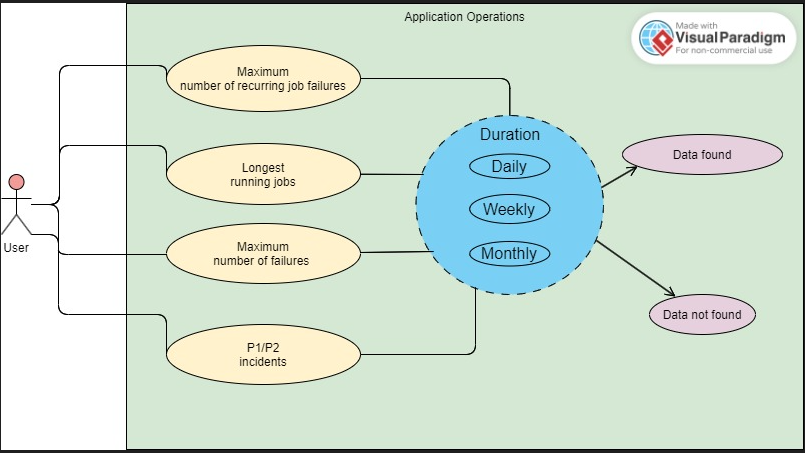 Application Operations
Made with
Visual Paradigm
For non-commercial use
Maximum
number of recurring job failures
Duration
Daily
Weekly
Monthly
Longest
running jobs
Data found
User
Maximum
number of failures
Data not found
P1/P2
incidents